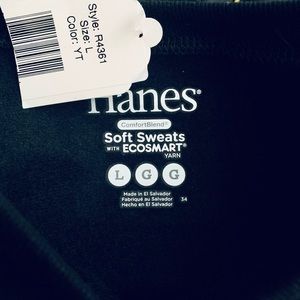 Style: R4361
Size: L
Color: YT
Hanes®
ComfortBlend®
Soft Sweats
WITH ECOSMART®
YARN
L G G
Made in El Salvador
Fabriqué au Salvador
Hecho en El Salvador
34